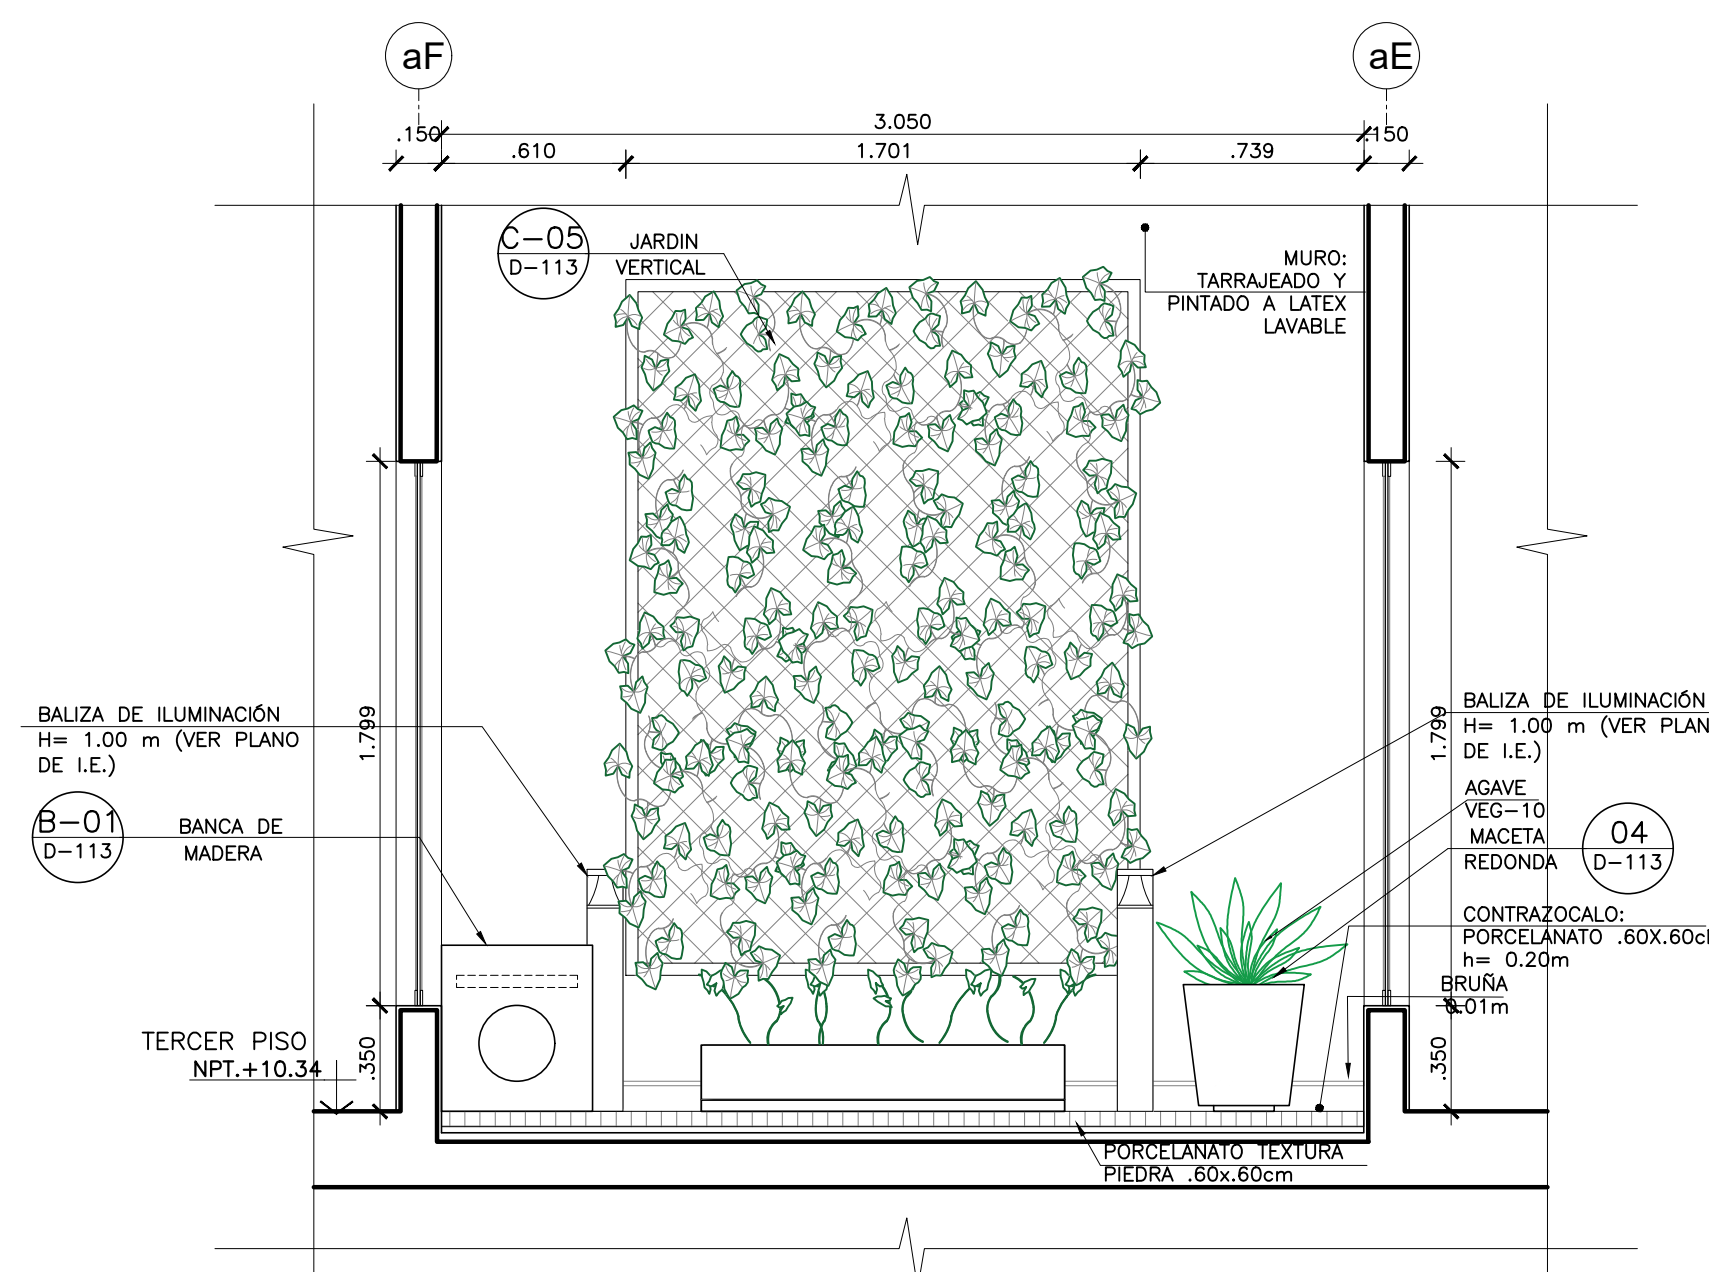 aF
aE
3.050
.150
.150
.610
1.701
.739
C-05
D-113
JARDIN
VERTICAL
MURO:
TARRAJEADO Y
PINTADO A LATEX
LAVABLE
BALIZA DE ILUMINACIÓN
H= 1.00 m (VER PLANO
DE I.E.)
1.799
B-01
D-113
BANCA DE
MADERA
TERCER PISO
NPT.+10.34
.350
BALIZA DE ILUMINACIÓN
H= 1.00 m (VER PLAN
DE I.E.)
1.799
AGAVE
VEG-10
MACETA
REDONDA
04
D-113
CONTRAZOCALO:
PORCELANATO .60X.60c
h= 0.20m
BRUÑA
0.01m
.350
PORCELANATO TEXTURA
PIEDRA .60x.60cm